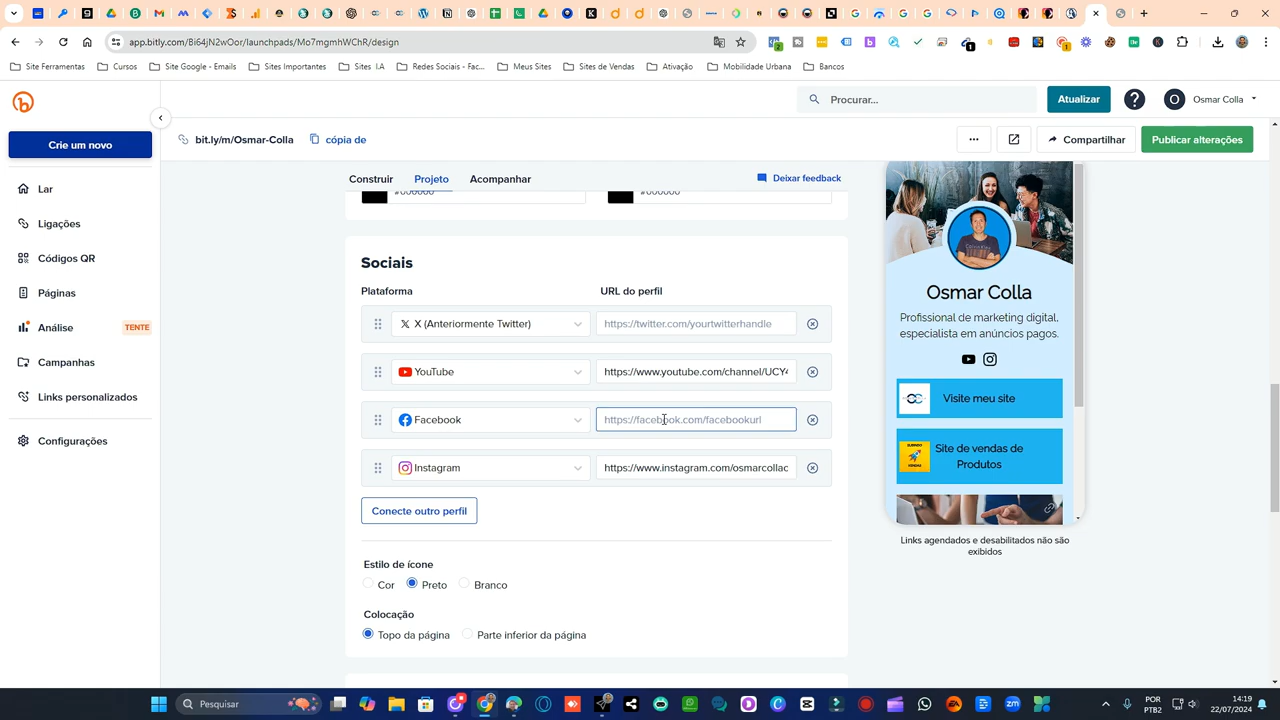 app.bitly.com/Bi64jN2wOor/launchpads/Mo7mgmhWChR/design
Site Ferramentas
Cursos
Site Google - Emails
Sites Importantes
Sites I.A
Redes Sociais - Fac...
Meus Sites
Sites de Vendas
Ativação
Mobilidade Urbana
Bancos
Procurar...
Atualizar
O
Osmar Colla
Crie um novo
bit.ly/m/Osmar-Colla
cópia de
Compartilhar
Publicar alterações
Construir
Projeto
Acompanhar
Deixar feedback
Lar
Ligações
Códigos QR
Páginas
Análise
TENTE
Campanhas
Links personalizados
Configurações
#000000
#000000
Sociais
Plataforma
URL do perfil
X (Anteriormente Twitter)
https://twitter.com/yourtwitterhandle
YouTube
https://www.youtube.com/channel/UCY4
Facebook
https://facebook.com/facebookurl
Instagram
https://www.instagram.com/osmarcollac
Conecte outro perfil
Estilo de ícone
Cor
Preto
Branco
Colocação
Topo da página
Parte inferior da página
Osmar Colla
Profissional de marketing digital,
especialista em anúncios pagos.
Visite meu site
Site de vendas de
Produtos
Links agendados e desabilitados não são
exibidos
Pesquisar
POR
PTB2
14:19
22/07/2024